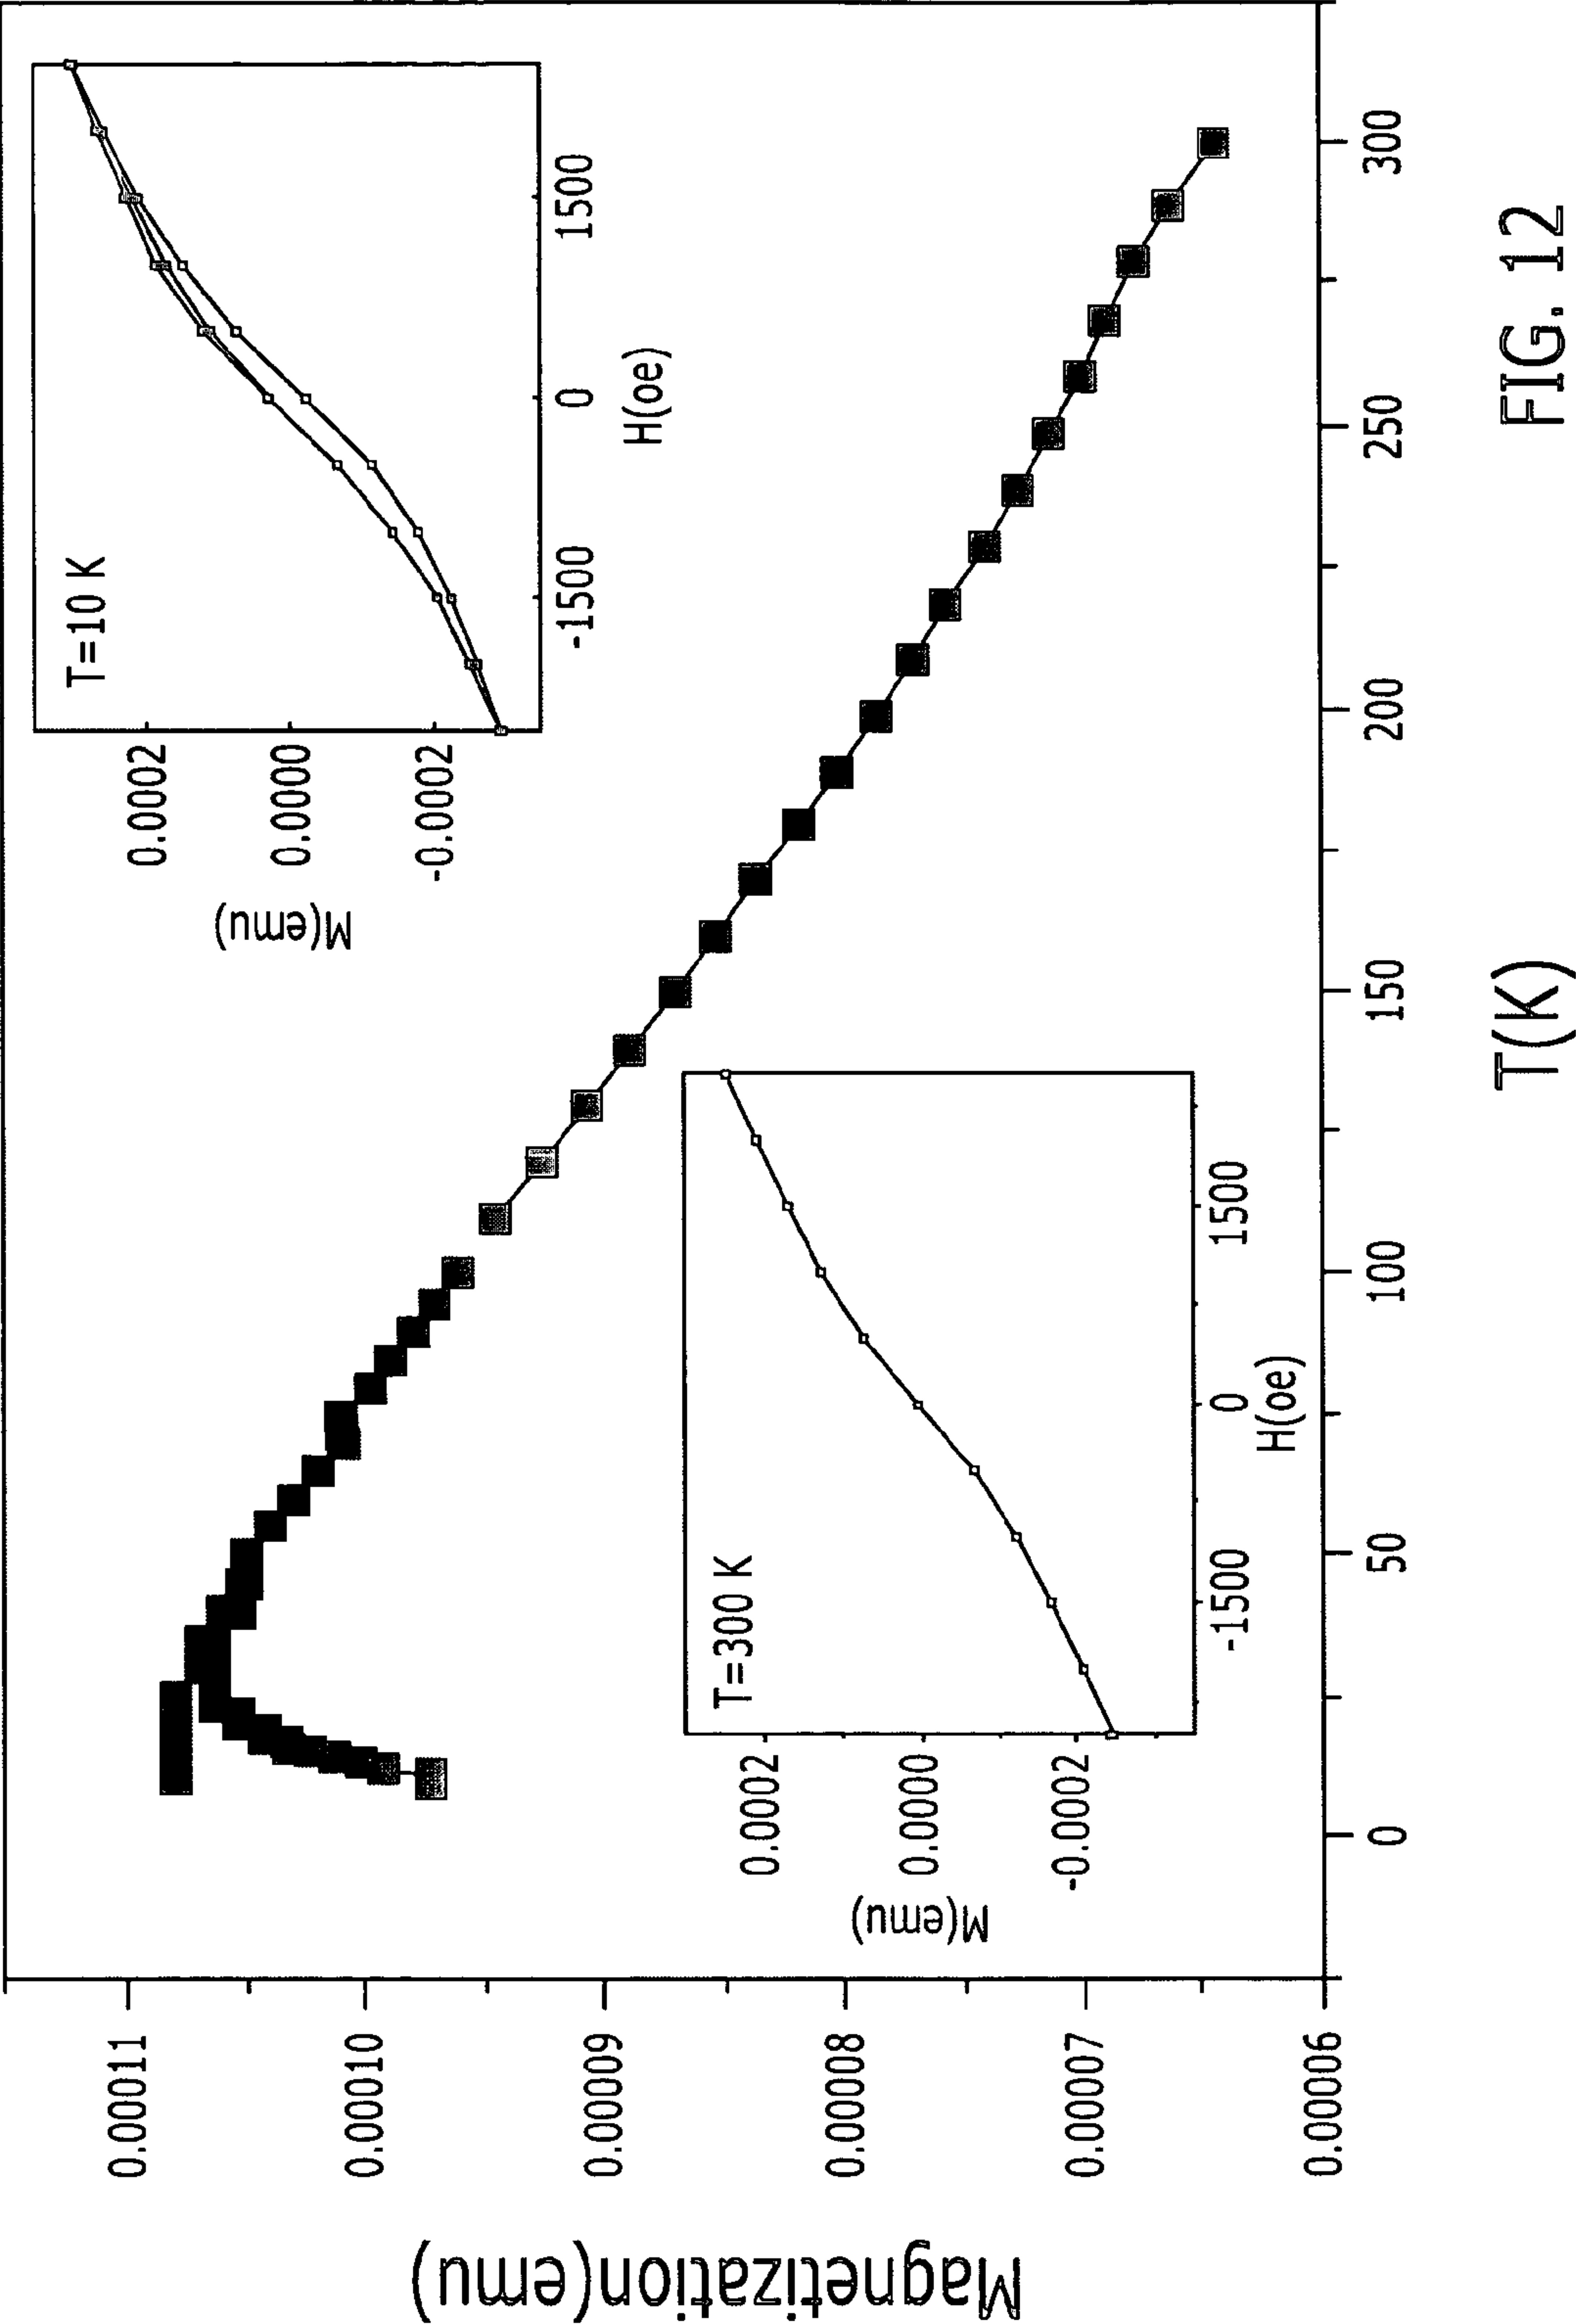 Magnetization(emu)
0.00011
0.00010
0.00009
0.00008
0.00007
0.00006
T=10 K
M(emu)
0.0002
0.0000
-0.0002
-1500
0
1500
H(oe)
T=300 K
M(emu)
0.0002
0.0000
-0.0002
-1500
0
1500
H(oe)
0
50
100
150
200
250
300
T(K)
FIG. 12